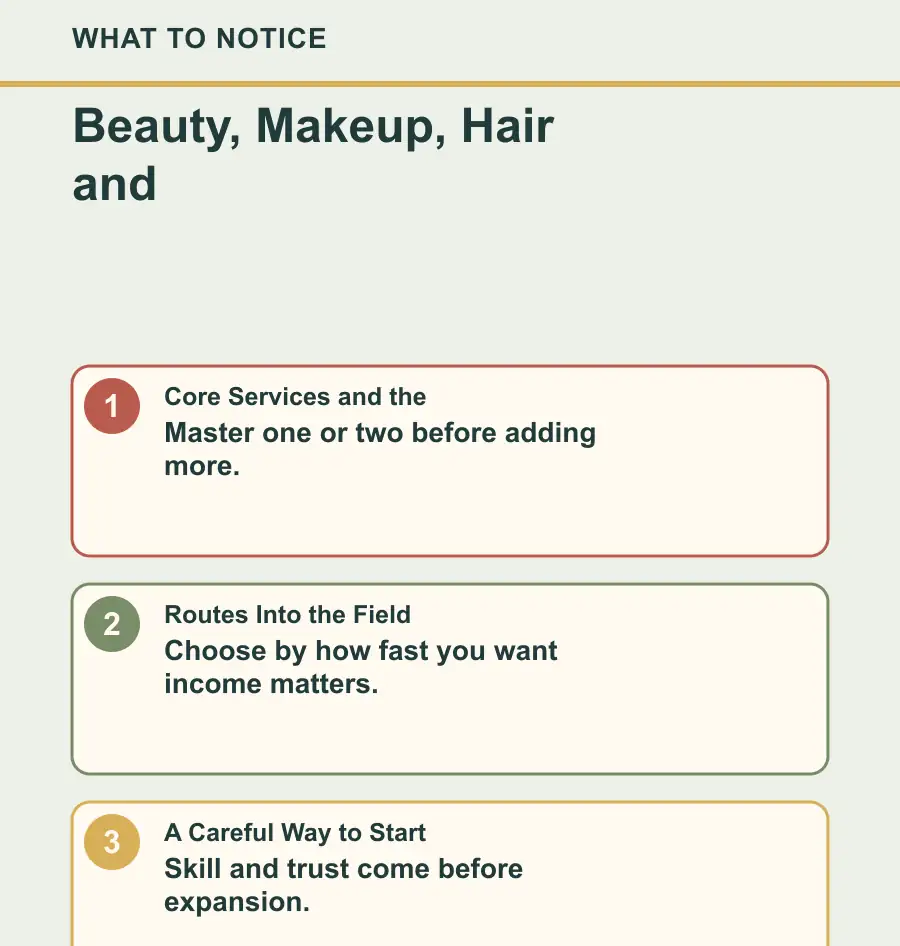 WHAT TO NOTICE
Beauty, Makeup, Hair
and
1
Core Services and the
Master one or two before adding
more.
2
Routes Into the Field
Choose by how fast you want
income matters.
3
A Careful Way to Start
Skill and trust come before
expansion.